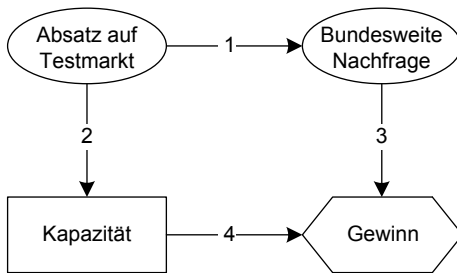 Absatz auf
Testmarkt
1
Bundesweite
Nachfrage
2
3
Kapazität
4
Gewinn